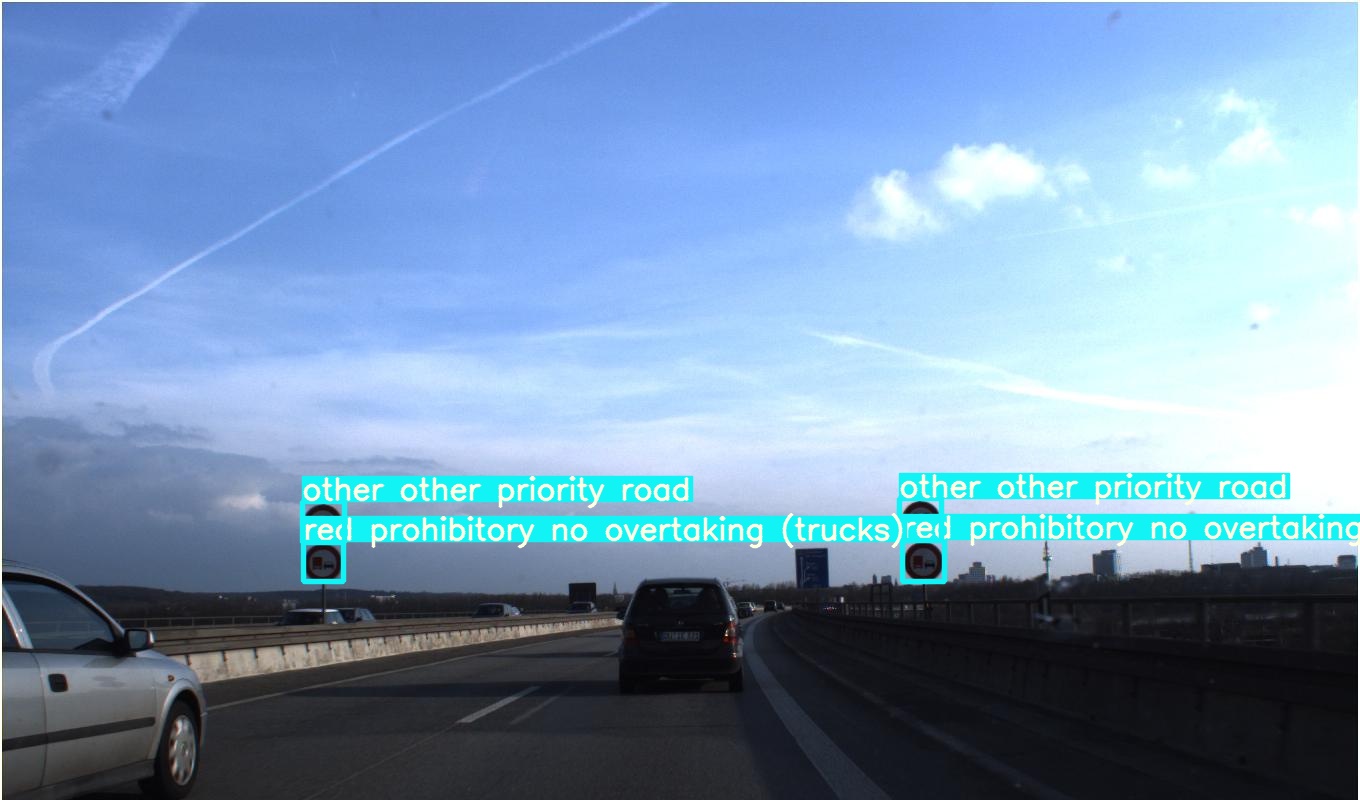 other other priority road
other other priority road
red prohibitory no overtaking (trucks)
red prohibitory no overtaking